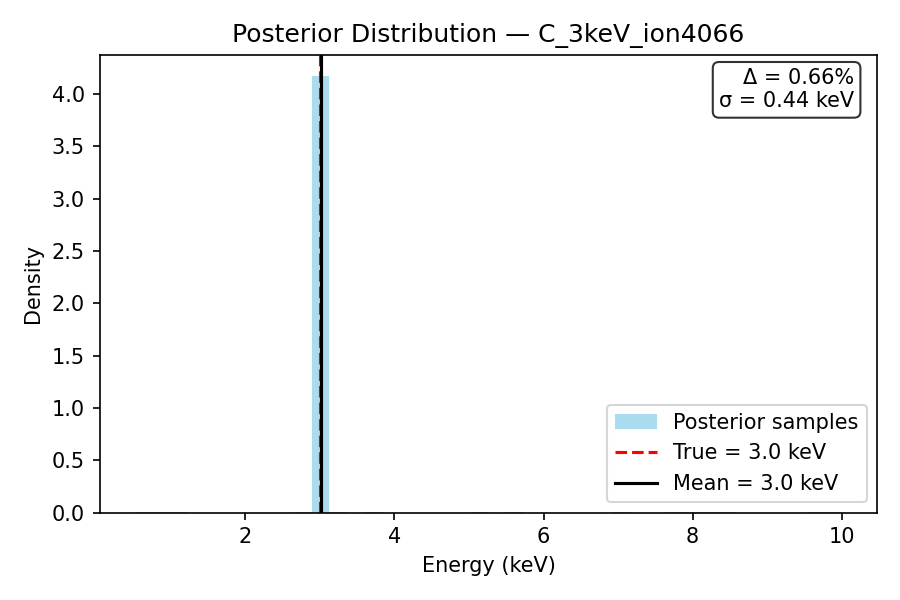 Posterior Distribution — C_3keV_ion4066
Δ = 0.66%
σ = 0.44 keV
4.0
3.5
3.0
2.5
2.0
1.5
1.0
0.5
0.0
Density
Posterior samples
True = 3.0 keV
Mean = 3.0 keV
2 4 6 8 10
Energy (keV)